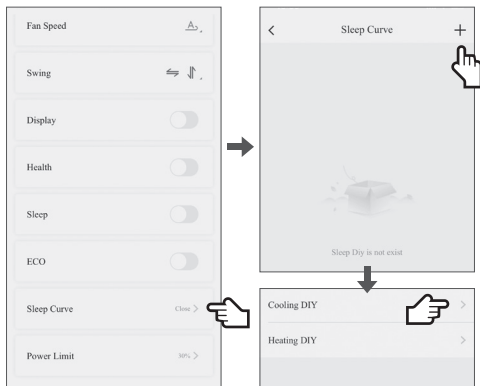 Fan Speed
A
Swing
Display
Health
Sleep
ECO
Sleep Curve Close >
Power Limit 30% >
< Sleep Curve +
Sleep Diy is not exist
Cooling DIY >
Heating DIY >